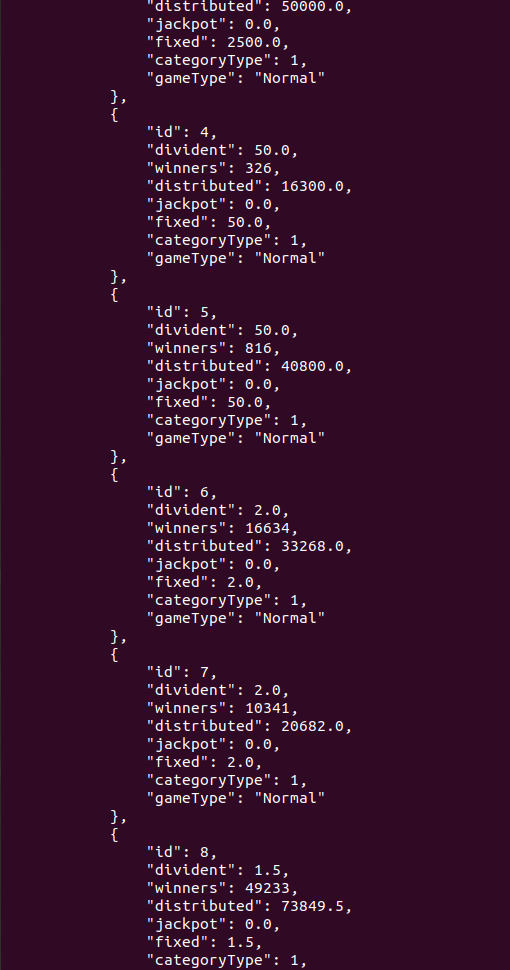 "distributed": 50000.0,
"jackpot": 0.0,
"fixed": 2500.0,
"categoryType": 1,
"gameType": "Normal"
},
{
"id": 4,
"divident": 50.0,
"winners": 326,
"distributed": 16300.0,
"jackpot": 0.0,
"fixed": 50.0,
"categoryType": 1,
"gameType": "Normal"
},
{
"id": 5,
"divident": 50.0,
"winners": 816,
"distributed": 40800.0,
"jackpot": 0.0,
"fixed": 50.0,
"categoryType": 1,
"gameType": "Normal"
},
{
"id": 6,
"divident": 2.0,
"winners": 16634,
"distributed": 33268.0,
"jackpot": 0.0,
"fixed": 2.0,
"categoryType": 1,
"gameType": "Normal"
},
{
"id": 7,
"divident": 2.0,
"winners": 10341,
"distributed": 20682.0,
"jackpot": 0.0,
"fixed": 2.0,
"categoryType": 1,
"gameType": "Normal"
},
{
"id": 8,
"divident": 1.5,
"winners": 49233,
"distributed": 73849.5,
"jackpot": 0.0,
"fixed": 1.5,
"categoryType": 1,